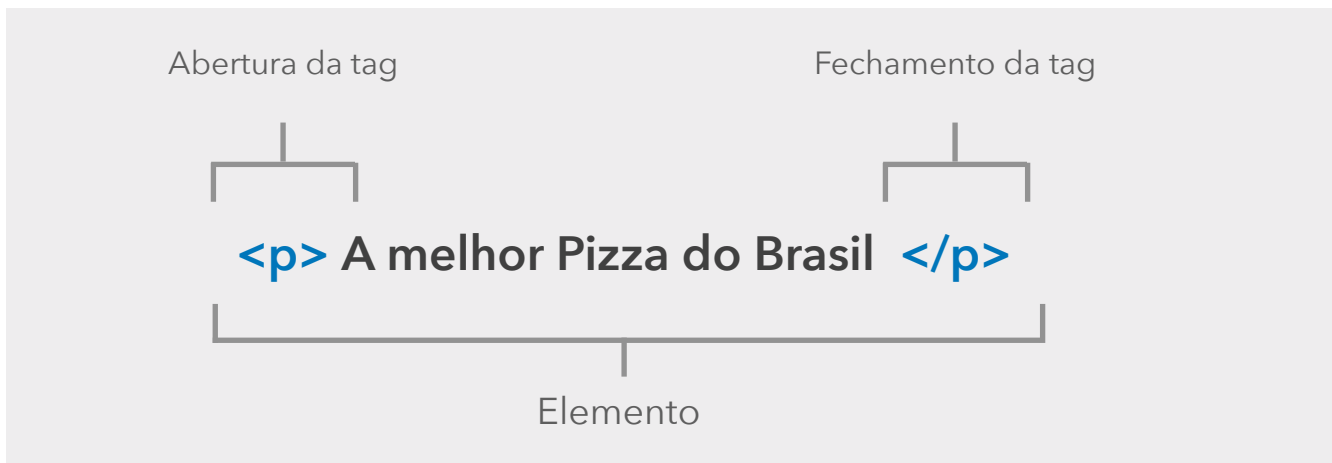 Abertura da tag
Fechamento da tag
<p> A melhor Pizza do Brasil </p>
Elemento